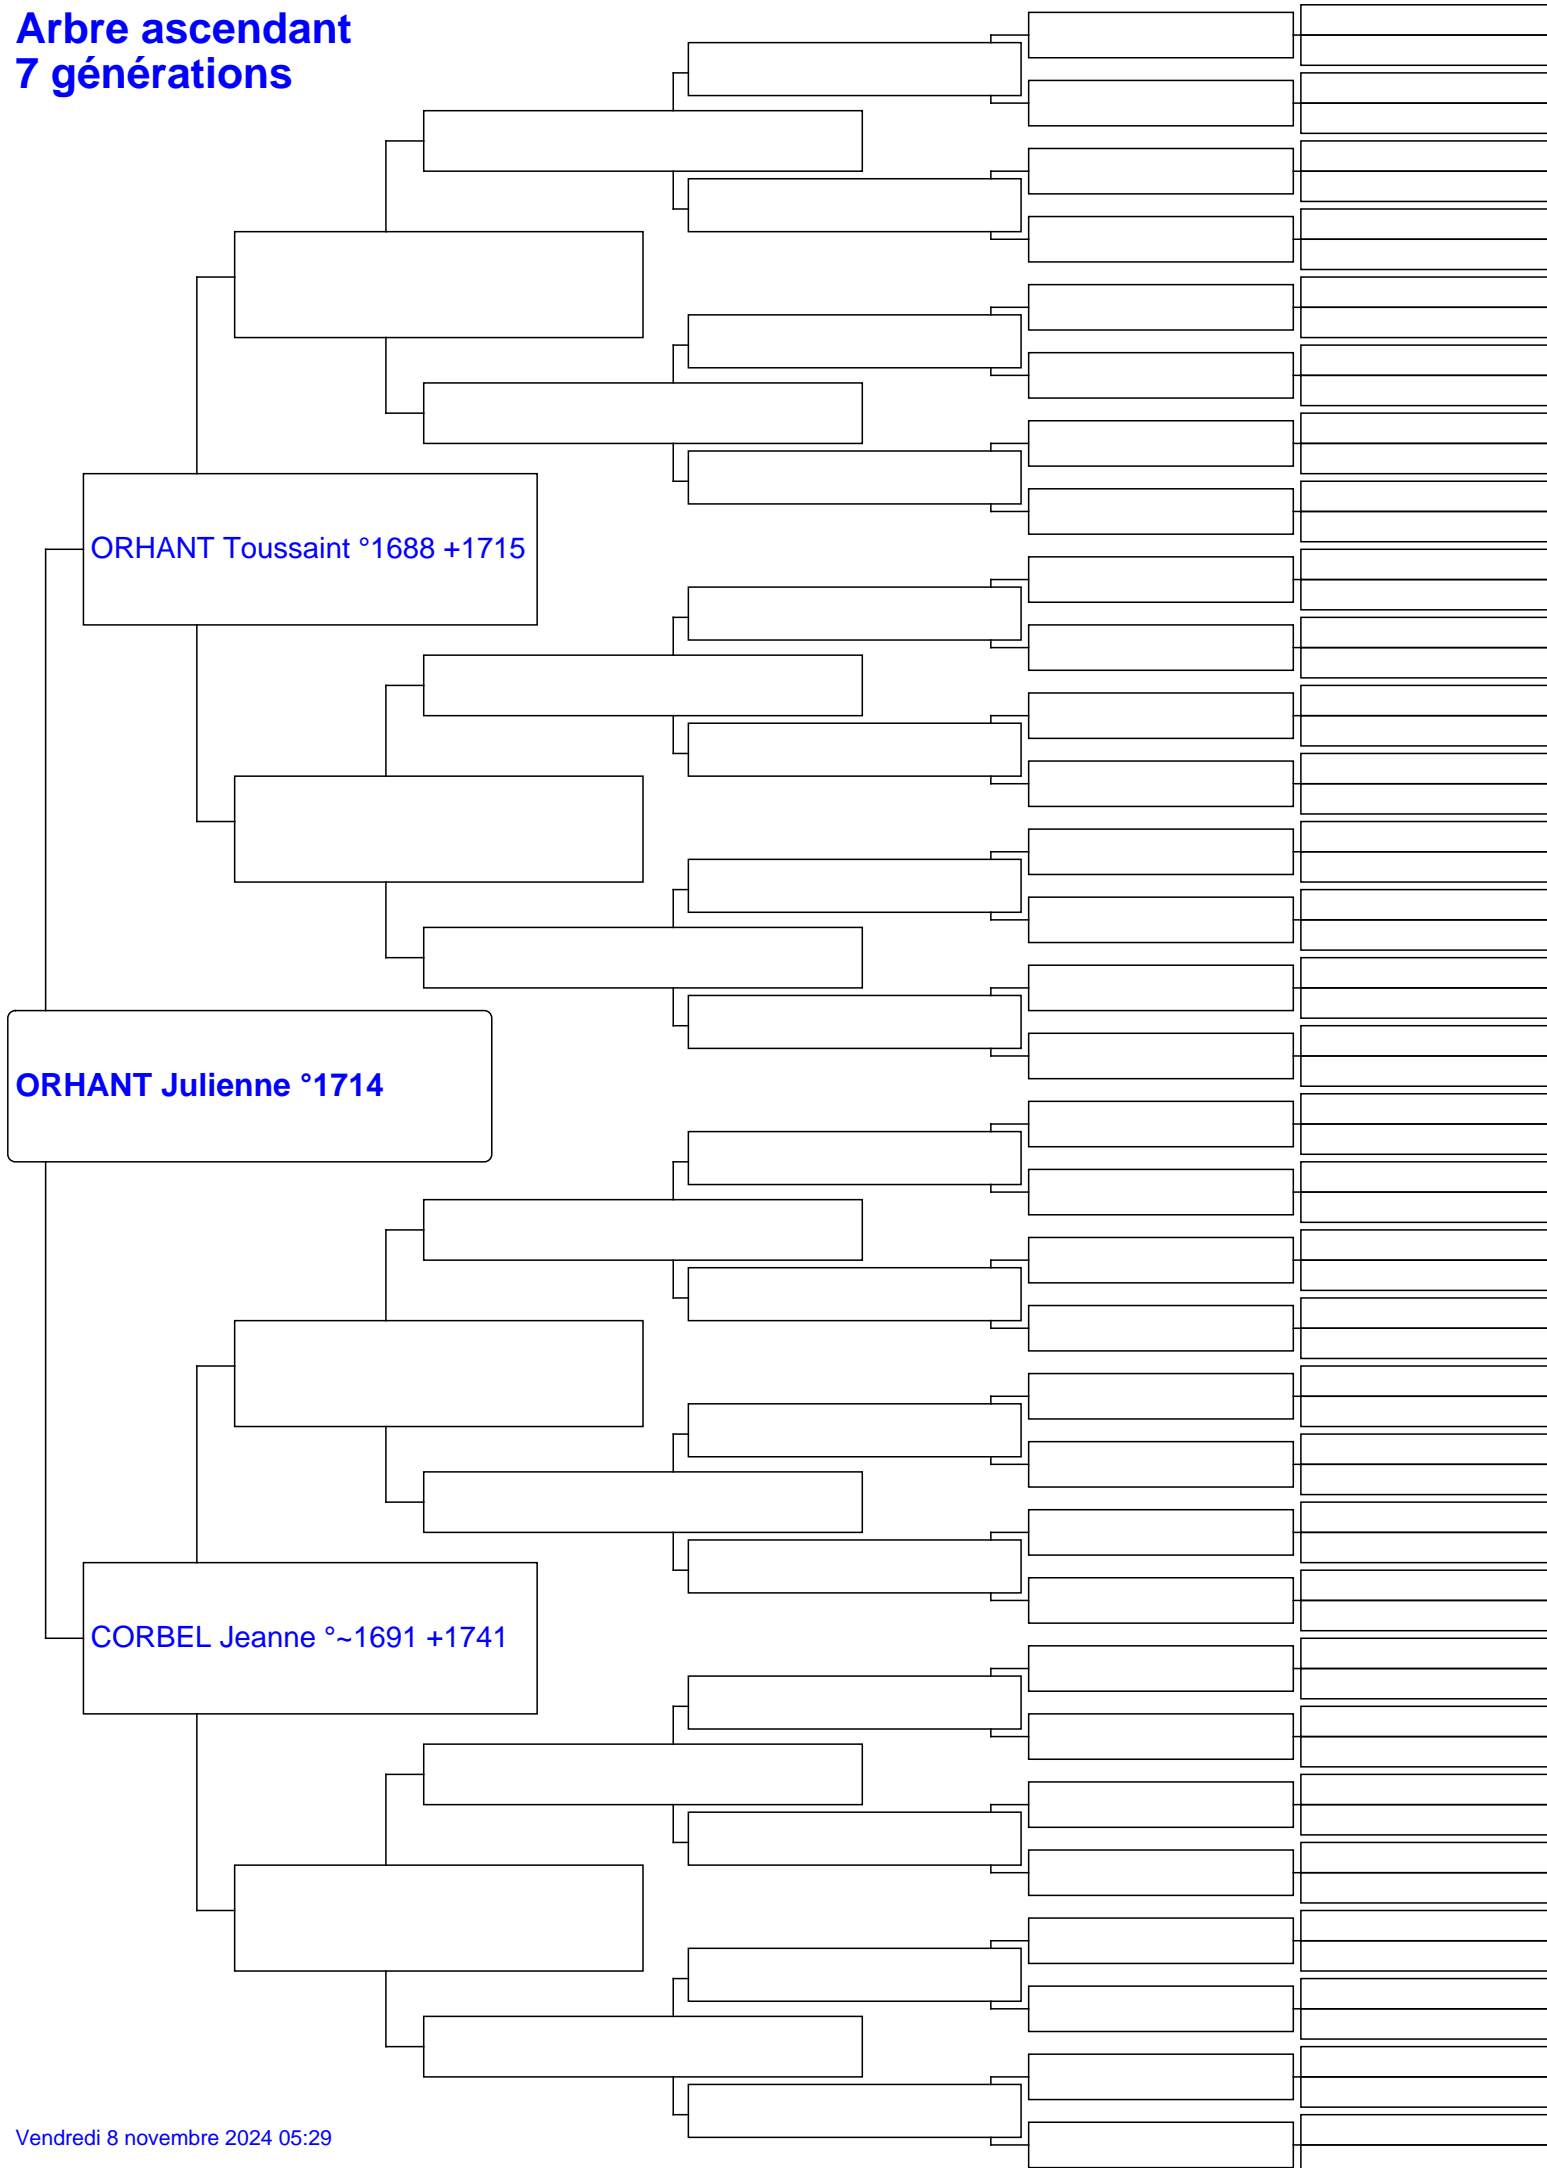 Arbre ascendant
7 générations
ORHANT Toussaint °1688 +1715
ORHANT Julienne °1714
CORBEL Jeanne °~1691 +1741
Vendredi 8 novembre 2024 05:29